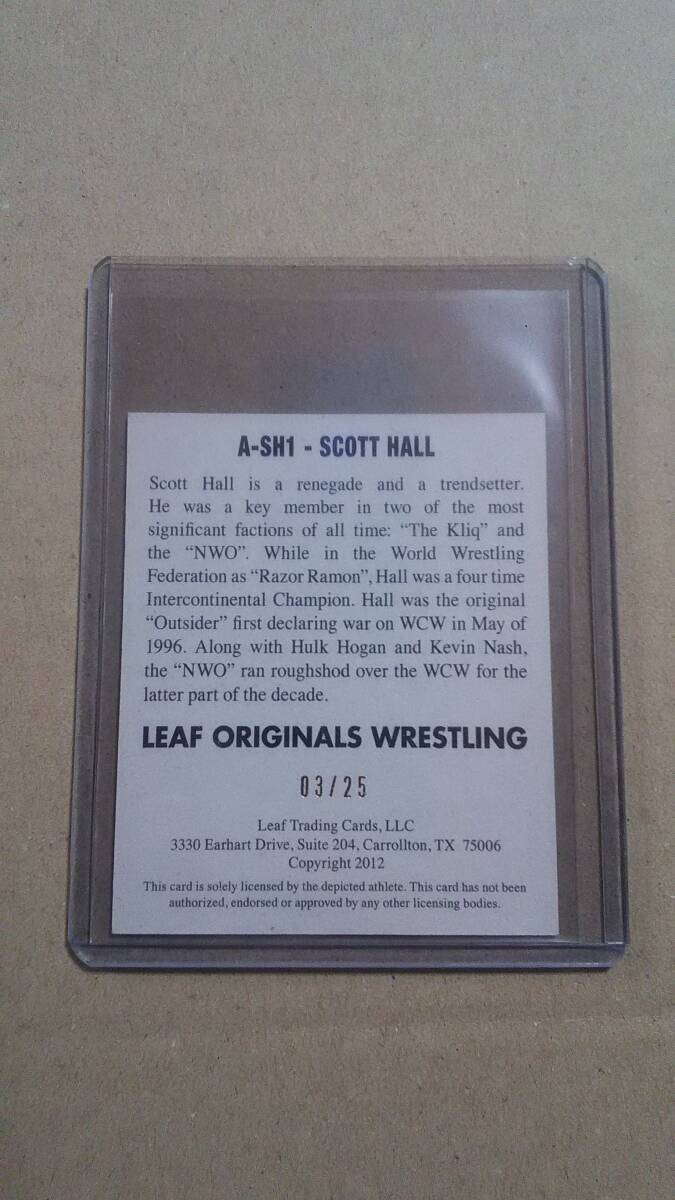 A-SH1 - SCOTT HALL
Scott Hall is a renegade and a trendsetter.
He was a key member in two of the most
significant factions of all time: “The Kliq” and
the “NWO”. While in the World Wrestling
Federation as “Razor Ramon”, Hall was a four time
Intercontinental Champion. Hall was the original
“Outsider” first declaring war on WCW in May of
1996. Along with Hulk Hogan and Kevin Nash,
the “NWO” ran roughshod over the WCW for the
latter part of the decade.
LEAF ORIGINALS WRESTLING
03/25
Leaf Trading Cards, LLC
3330 Earhart Drive, Suite 204, Carrollton, TX 75006
Copyright 2012
This card is solely licensed by the depicted athlete. This card has not been
authorized, endorsed or approved by any other licensing bodies.